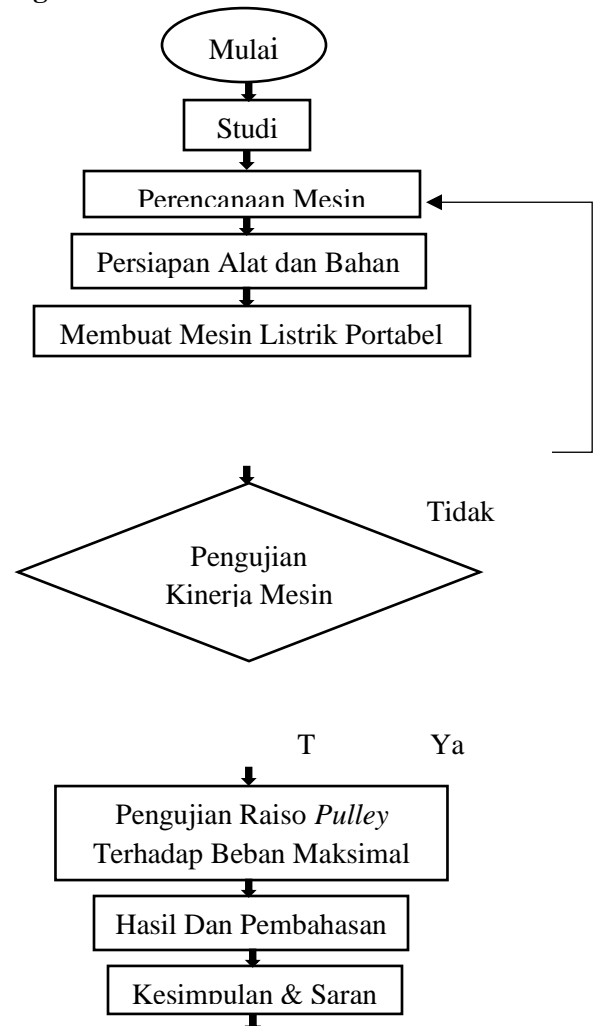 Mulai
Studi
Perencanaan Mesin
Persiapan Alat dan Bahan
Membuat Mesin Listrik Portabel
Tidak
Pengujian
Kinerja Mesin
T Ya
Pengujian Raiso Pulley
Terhadap Beban Maksimal
Hasil Dan Pembahasan
Kesimpulan & Saran